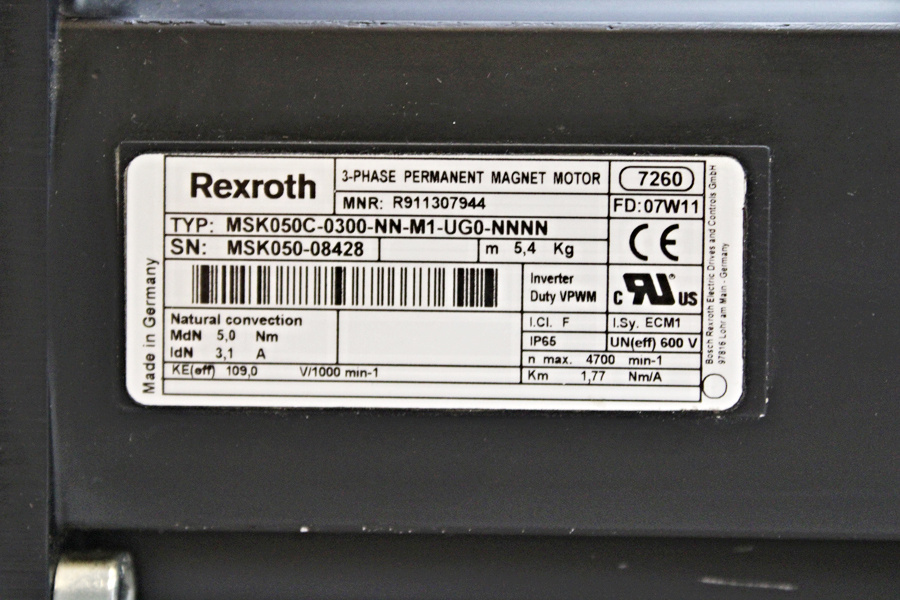 Rexroth
3-PHASE PERMANENT MAGNET MOTOR
7260
MNR: R911307944
FD:07W11
TYP: MSK050C-0300-NN-M1-UG0-NNNN
SN: MSK050-08428
m 5,4 Kg
CE
Inverter
Duty VPWM
c RU ® US
Natural convection
MdN 5,0 Nm
IdN 3,1 A
I.Cl. F
I.Sy. ECM1
IP65
UN(eff) 600 V
n max. 4700 min-1
KE(eff) 109,0 V/1000 min-1
Km 1,77 Nm/A
Made in Germany
Bosch Rexroth Electric Drives and Controls GmbH
97816 Lohr am Main - Germany